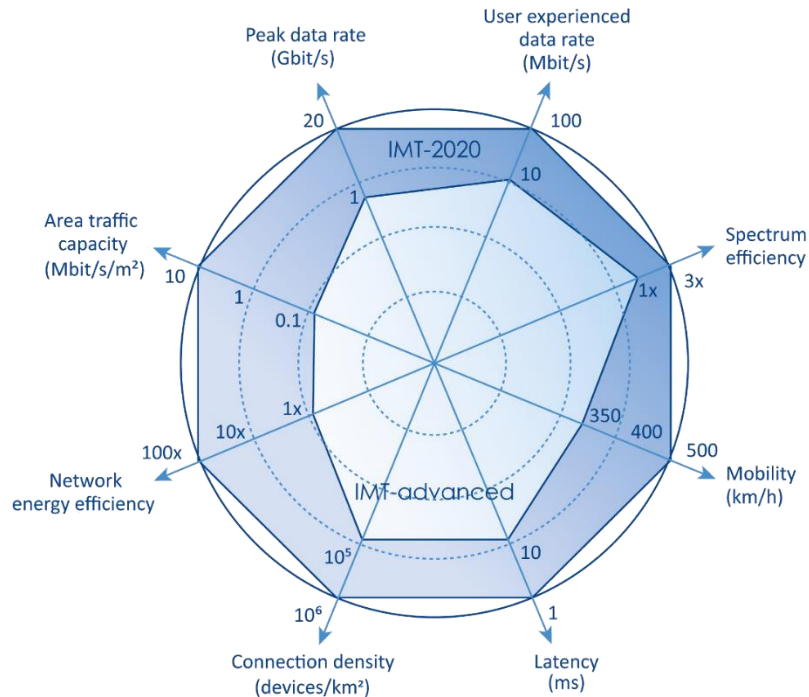 Peak data rate
(Gbit/s)
User experienced
data rate
(Mbit/s)
20
100
IMT-2020
1
10
Area traffic
capacity
(Mbit/s/m²)
Spectrum
efficiency
10
1
0.1
1x
3x
1x
10x
100x
350
400
500
Network
energy efficiency
Mobility
(km/h)
IMT-advanced
10⁵
10
10⁶
1
Connection density
(devices/km²)
Latency
(ms)